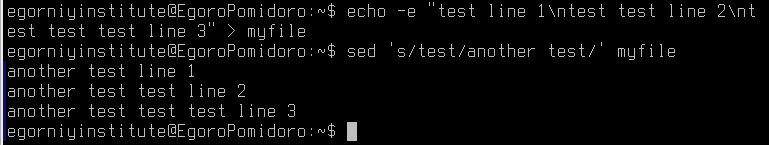 egorniyinstitute@EgoroPomidoro:~$ echo -e "test line 1\ntest test line 2\nt
est test test line 3" > myfile
egorniyinstitute@EgoroPomidoro:~$ sed 's/test/another test/' myfile
another test line 1
another test test line 2
another test test test line 3
egorniyinstitute@EgoroPomidoro:~$